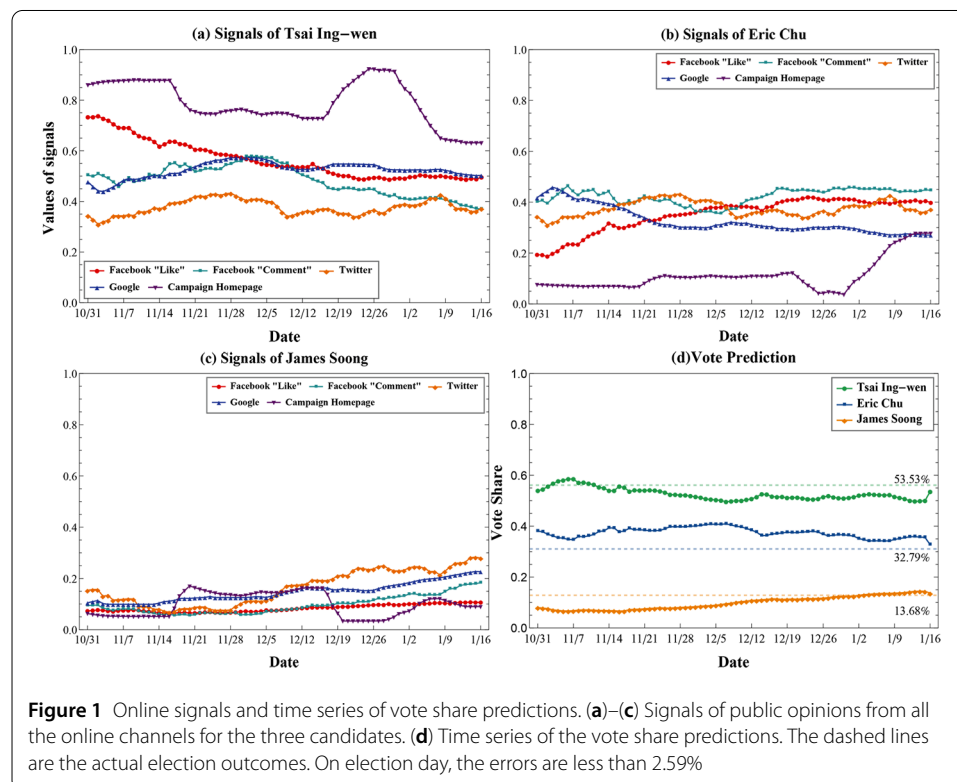 (a) Signals of Tsai Ing−wen
Values of signals
1.0
0.8
0.6
0.4
0.2
0.0
Facebook "Like" Facebook "Comment" Twitter
Google Campaign Homepage
10/31 11/7 11/14 11/21 11/28 12/5 12/12 12/19 12/26 1/2 1/9 1/16
Date
(b) Signals of Eric Chu
1.0
0.8
0.6
0.4
0.2
0.0
Facebook "Like" Facebook "Comment" Twitter
Google Campaign Homepage
10/31 11/7 11/14 11/21 11/28 12/5 12/12 12/19 12/26 1/2 1/9 1/16
Date
(c) Signals of James Soong
1.0
0.8
0.6
0.4
0.2
0.0
Facebook "Like" Facebook "Comment" Twitter
Google Campaign Homepage
10/31 11/7 11/14 11/21 11/28 12/5 12/12 12/19 12/26 1/2 1/9 1/16
Date
(d)Vote Prediction
Vote Share
1.0
0.8
0.6
0.4
0.2
0.0
Tsai Ing−wen
Eric Chu
James Soong
53.53%
32.79%
13.68%
10/31 11/7 11/14 11/21 11/28 12/5 12/12 12/19 12/26 1/2 1/9 1/16
Date
Figure 1 Online signals and time series of vote share predictions. (a)–(c) Signals of public opinions from all
the online channels for the three candidates. (d) Time series of the vote share predictions. The dashed lines
are the actual election outcomes. On election day, the errors are less than 2.59%